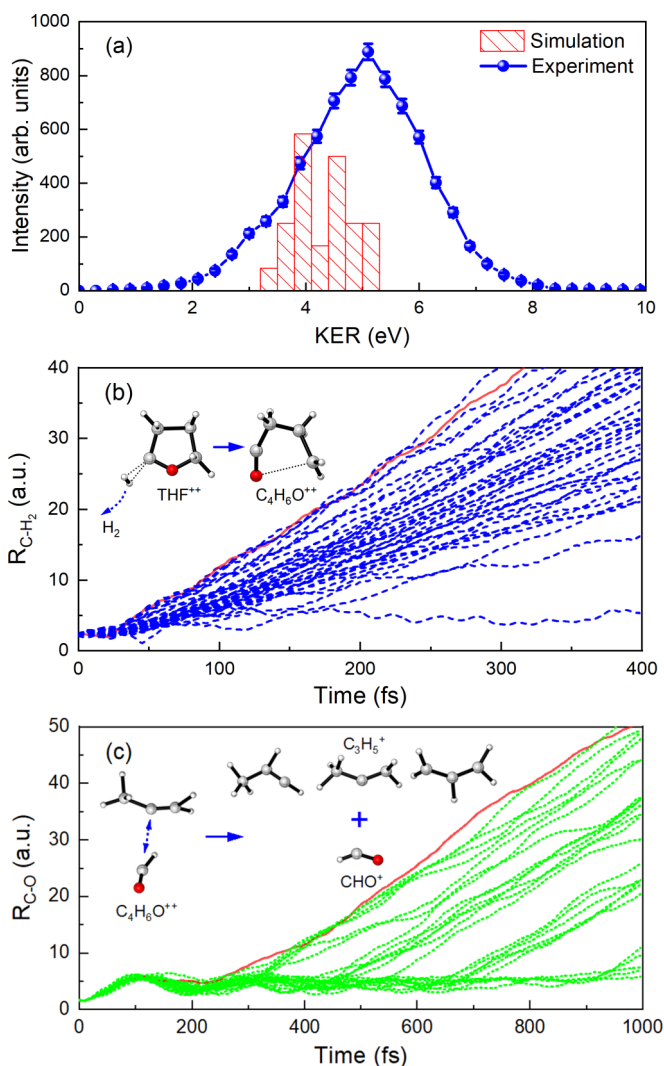 (a)
Simulation
Experiment
Intensity (arb. units)
1000
800
600
400
200
0
0 2 4 6 8 10
KER (eV)
(b)
THF⁺⁺
C₄H₆O⁺⁺
H₂
R_C-H₂ (a.u.)
40
30
20
10
0
0 100 200 300 400
Time (fs)
(c)
C₃H₅⁺
+
CHO⁺
C₄H₆O⁺⁺
R_C-O (a.u.)
50
40
30
20
10
0
0 200 400 600 800 1000
Time (fs)